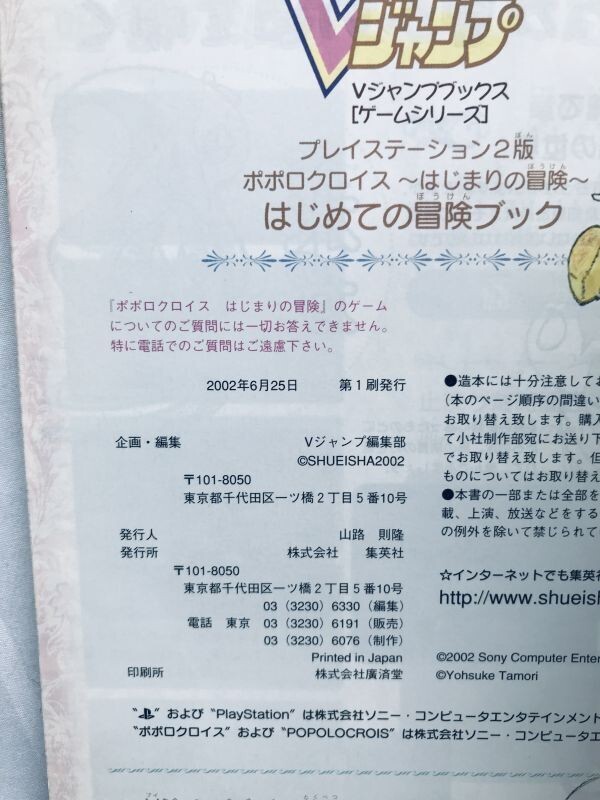 Vジャンプ
Vジャンプブックス
[ゲームシリーズ]
プレイステーション2版
ポポロクロイス ～はじまりの冒険～
はじめての冒険ブック
『ポポロクロイス はじまりの冒険』のゲーム
についてのご質問には一切お答えできません。
特に電話でのご質問はご遠慮下さい。
2002年6月25日 第1刷発行
企画・編集 Vジャンプ編集部
©SHUEISHA2002
〒101-8050
東京都千代田区一ツ橋2丁目5番10号
発行人 山路 則隆
発行所 株式会社 集英社
〒101-8050
東京都千代田区一ツ橋2丁目5番10号
03 (3230) 6330 (編集)
電話 東京 03 (3230) 6191 (販売)
03 (3230) 6076 (制作)
Printed in Japan
印刷所 株式会社廣済堂
●造本には十分注意してお
(本のページ順序の間違い
お取り替え致します。購入
て小社制作部宛にお送り下
でお取り替え致します。但
ものについてはお取り替え
●本書の一部または全部を
載、上演、放送などをする
の例外を除いて禁じられて
☆インターネットでも集英社
http://www.shueish
©2002 Sony Computer Enter
©Yohsuke Tamori
" " および "PlayStation" は株式会社ソニー・コンピュータエンタテインメント
"ポポロクロイス" および "POPOLOCROIS" は株式会社ソニー・コンピュータエ